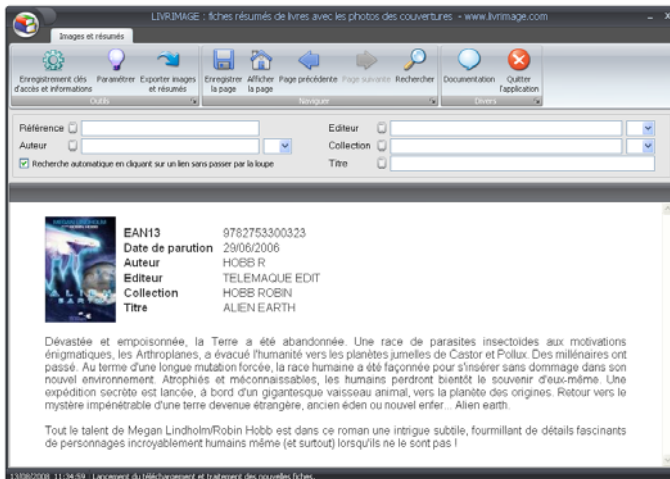 LIVRIMAGE : fiches résumés de livres avec les photos des couvertures - www.livrimage.com
Images et résumés
Enregistrement clés d'accès et informations
Paramétrer
Exporter images et résumés
Enregistrer la page
Afficher la page
Page précédente
Page suivante
Rechercher
Documentation
Quitter l'application
Outils
Naviguer
Divers
Référence
Editeur
Auteur
Collection
Recherche automatique en cliquant sur un lien sans passer par la loupe
Titre
MEGAN LINDHOLM
ROBIN HOBB
ALIEN
EARTH
EAN13 9782753300323
Date de parution 29/06/2006
Auteur HOBB R
Editeur TELEMAQUE EDIT
Collection HOBB ROBIN
Titre ALIEN EARTH
Dévastée et empoisonnée, la Terre a été abandonnée. Une race de parasites insectoïdes aux motivations
énigmatiques, les Arthroplanes, a évacué l'humanité vers les planètes jumelles de Castor et Pollux. Des millénaires ont
passé. Au terme d'une longue mutation forcée, la race humaine a été façonnée pour s'insérer sans dommage dans son
nouvel environnement. Atrophiés et méconnaissables, les humains perdront bientôt le souvenir d'eux-même. Une
expédition secrète est lancée, à bord d'un gigantesque vaisseau animal, vers la planète des origines. Retour vers le
mystère impénétrable d'une terre devenue étrangère, ancien éden ou nouvel enfer... Alien earth.
Tout le talent de Megan Lindholm/Robin Hobb est dans ce roman une intrigue subtile, fourmillant de détails fascinants
de personnages incroyablement humains même (et surtout) lorsqu'ils ne le sont pas !
13/08/2008 11:34:59 : Lancement du téléchargement et traitement des nouvelles fiches.